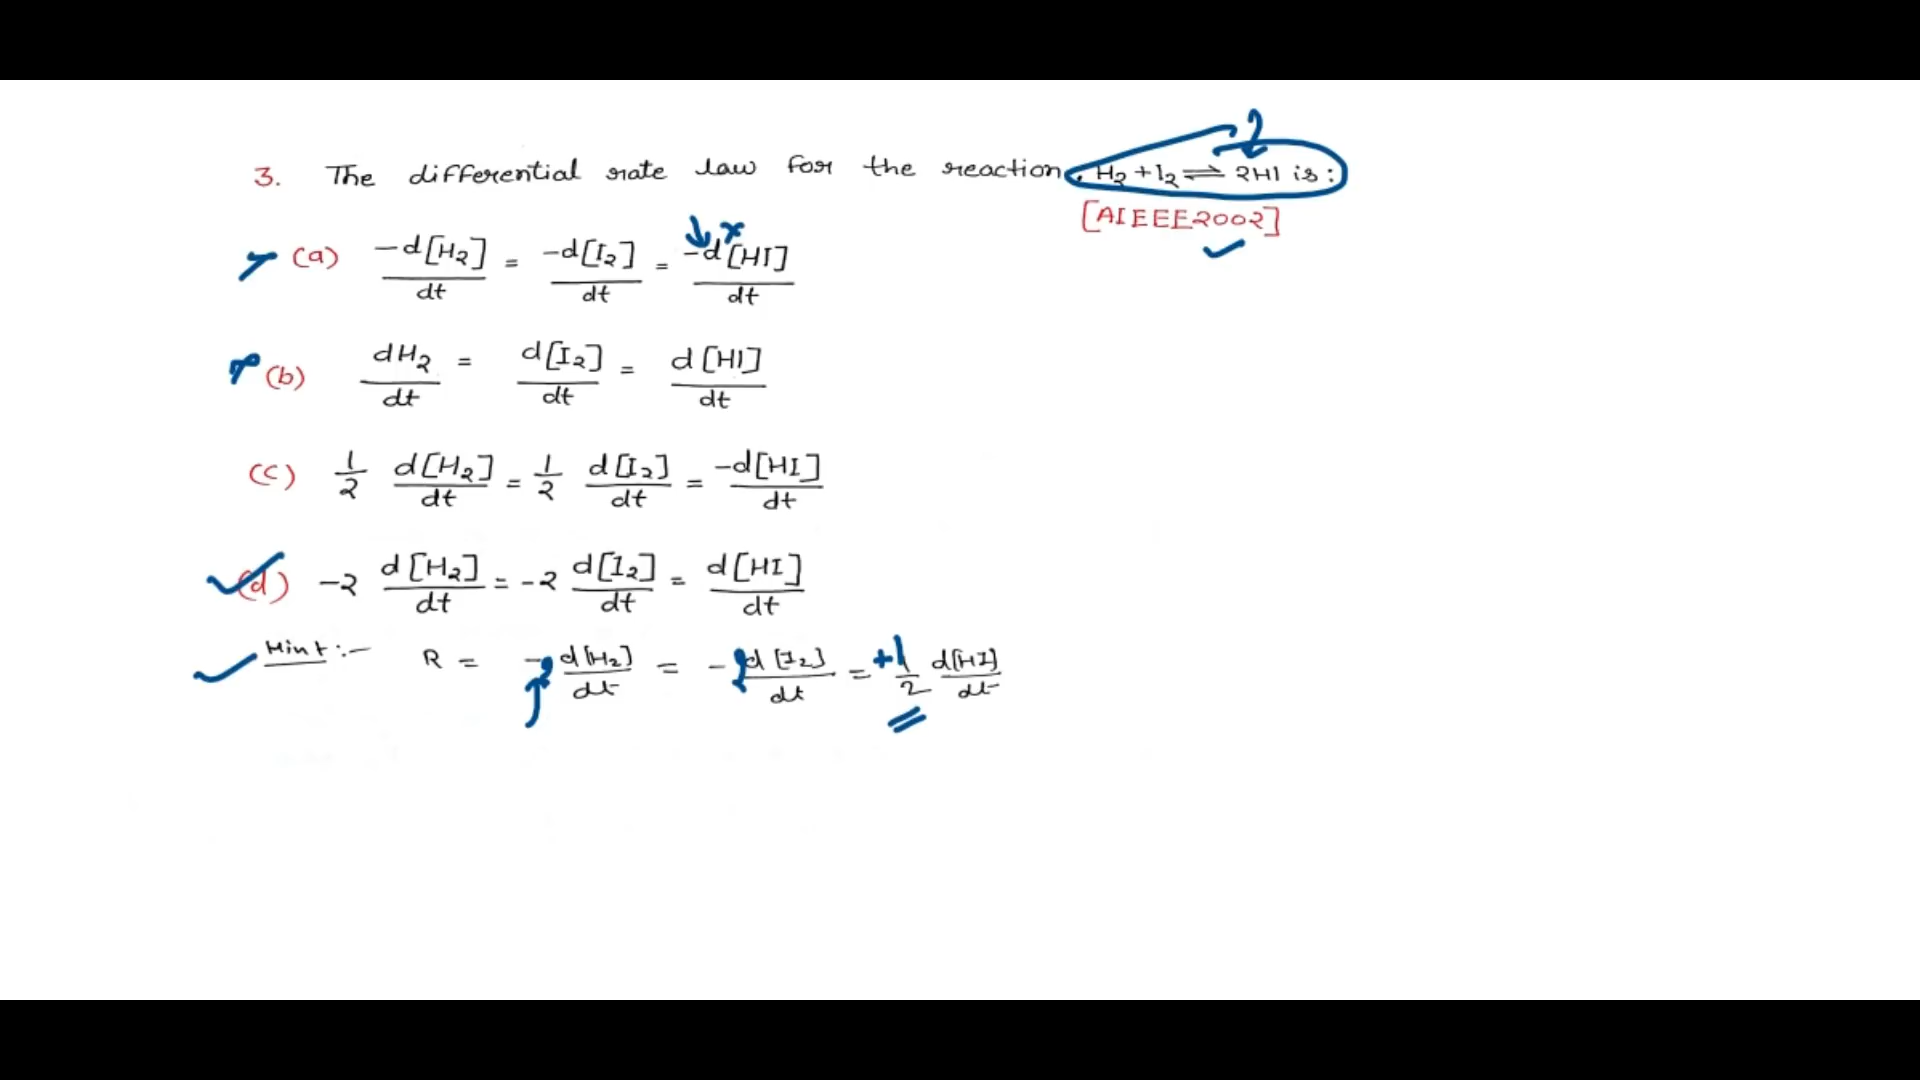 3. The differential rate law for the reaction, H₂ + I₂ ⇌ 2HI is :
2
[AIEEE2002]
(a) -d[H₂]/dt = -d[I₂]/dt = -d[HI]/dt
(b) dH₂/dt = d[I₂]/dt = d[HI]/dt
(c) 1/2 d[H₂]/dt = 1/2 d[I₂]/dt = -d[HI]/dt
(d) -2 d[H₂]/dt = -2 d[I₂]/dt = d[HI]/dt
Hint :- R = - d[H₂]/dt = - d[I₂]/dt = +1/2 d[HI]/dt